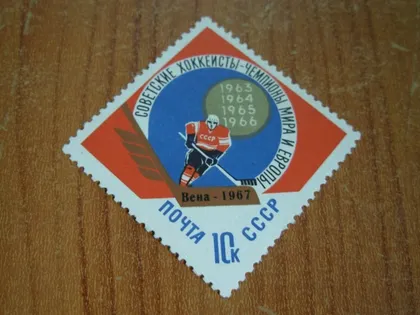 СОВЕТСКИЕ ХОККЕИСТЫ-ЧЕМПИОНЫ МИРА И ЕВРОПЫ
1963
1964
1965
1966
СССР
Вена - 1967
ПОЧТА СССР
10к